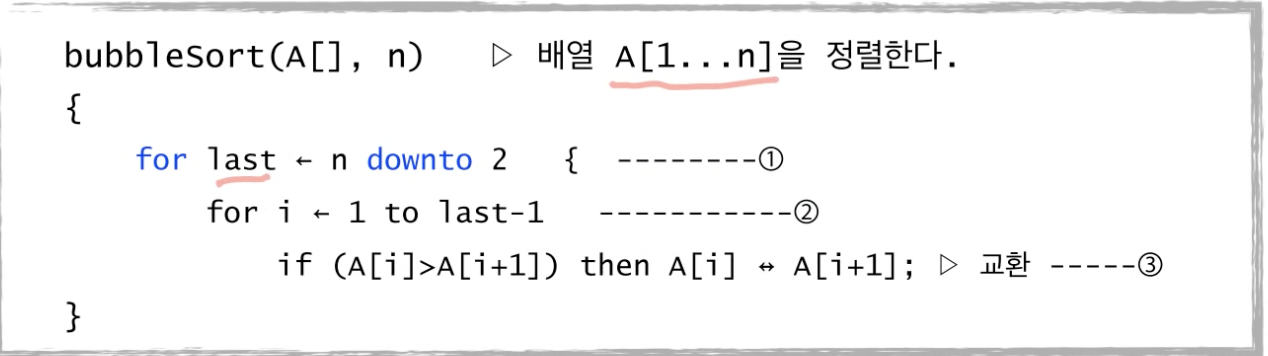 bubbleSort(A[], n) ▷ 배열 A[1...n]을 정렬한다.
{
for last ← n downto 2 { --------①
for i ← 1 to last-1 -----------②
if (A[i]>A[i+1]) then A[i] ↔ A[i+1]; ▷ 교환 -----③
}